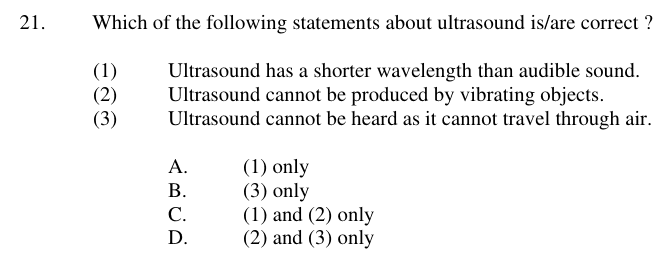 21. Which of the following statements about ultrasound is/are correct ?
(1) Ultrasound has a shorter wavelength than audible sound.
(2) Ultrasound cannot be produced by vibrating objects.
(3) Ultrasound cannot be heard as it cannot travel through air.
A. (1) only
B. (3) only
C. (1) and (2) only
D. (2) and (3) only